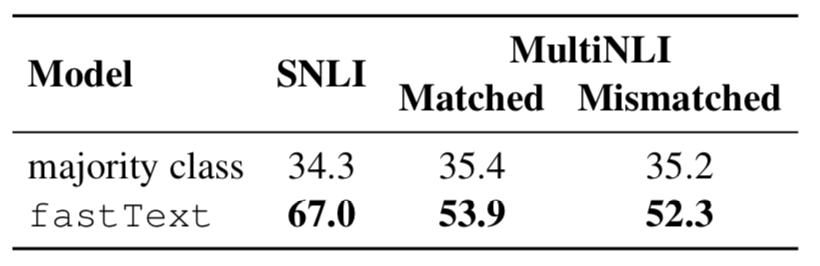 Model SNLI MultiNLI
Matched Mismatched
majority class 34.3 35.4 35.2
fastText 67.0 53.9 52.3